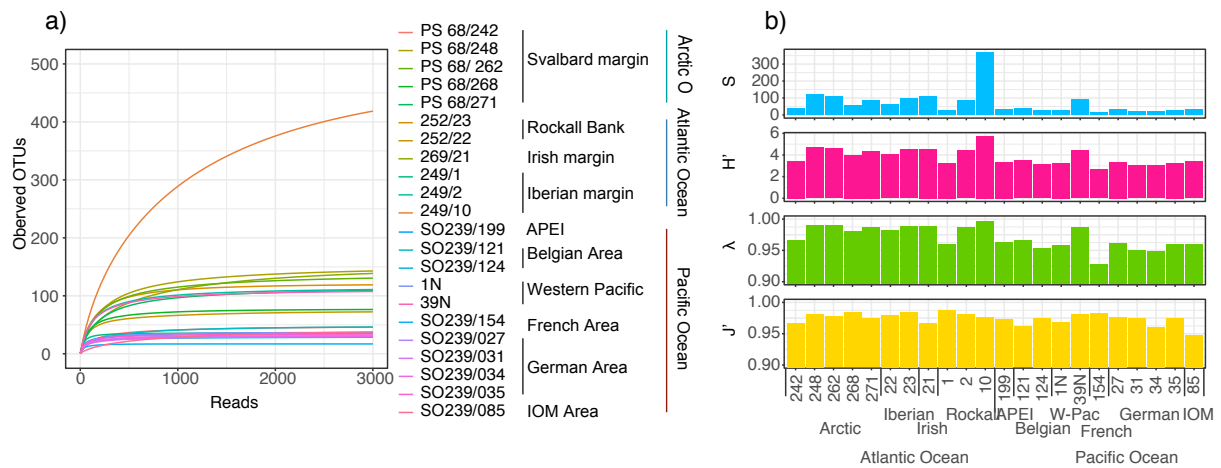 a)
Oberved OTUs
500
400
300
200
100
0
0 1000 2000 3000
Reads
PS 68/242
PS 68/248
PS 68/ 262
PS 68/268
PS 68/271
252/23
252/22
269/21
249/1
249/2
249/10
SO239/199
SO239/121
SO239/124
1N
39N
SO239/154
SO239/027
SO239/031
SO239/034
SO239/035
SO239/085
Svalbard margin
Rockall Bank
Irish margin
Iberian margin
APEI
Belgian Area
Western Pacific
French Area
German Area
IOM Area
Arctic O
Atlantic Ocean
Pacific Ocean
b)
S
300
200
100
0
H'
6
4
2
0
λ
1.00
0.95
0.90
J'
1.00
0.95
0.90
242 248 262 268 271 22 23 21 1 2 10 199 121 124 1N 39N 154 27 31 34 35 85
Iberian Rockall APEI W-Pac German IOM
Arctic Irish Belgian French
Atlantic Ocean Pacific Ocean